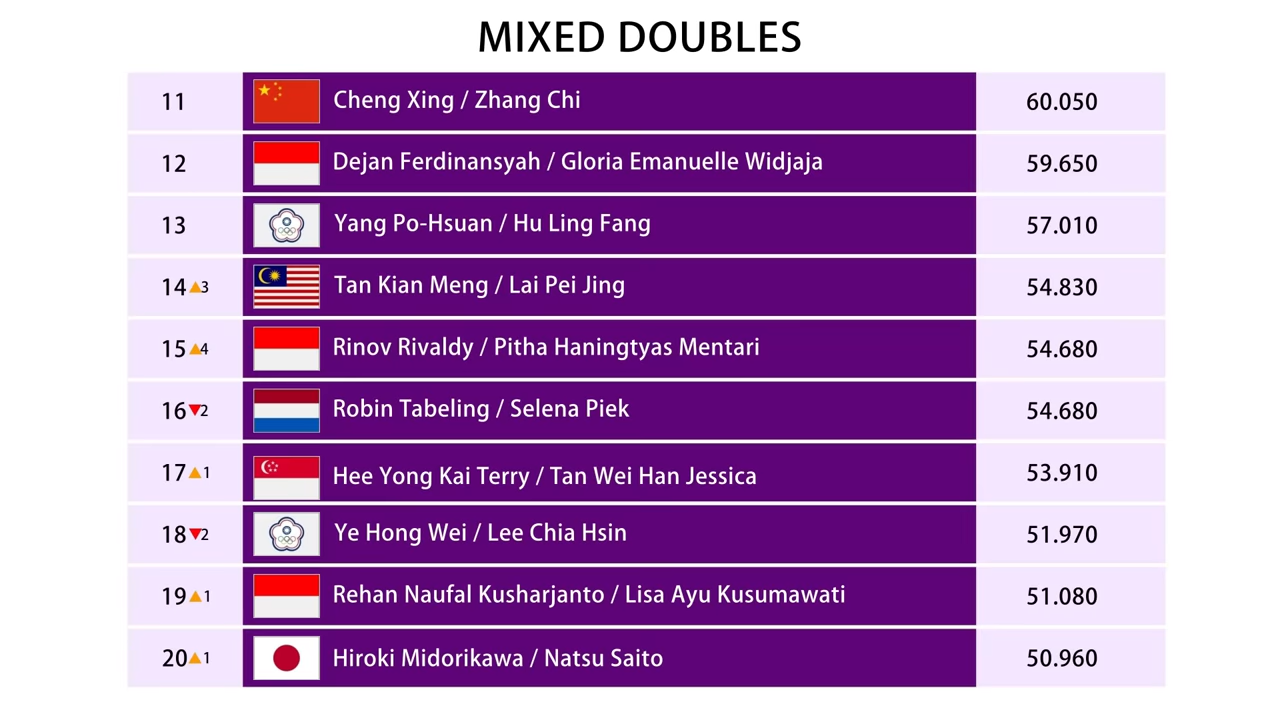 MIXED DOUBLES
11 Cheng Xing / Zhang Chi 60.050
12 Dejan Ferdinansyah / Gloria Emanuelle Widjaja 59.650
13 Yang Po-Hsuan / Hu Ling Fang 57.010
14 ▲3 Tan Kian Meng / Lai Pei Jing 54.830
15 ▲4 Rinov Rivaldy / Pitha Haningtyas Mentari 54.680
16 ▼2 Robin Tabeling / Selena Piek 54.680
17 ▲1 Hee Yong Kai Terry / Tan Wei Han Jessica 53.910
18 ▼2 Ye Hong Wei / Lee Chia Hsin 51.970
19 ▲1 Rehan Naufal Kusharjanto / Lisa Ayu Kusumawati 51.080
20 ▲1 Hiroki Midorikawa / Natsu Saito 50.960